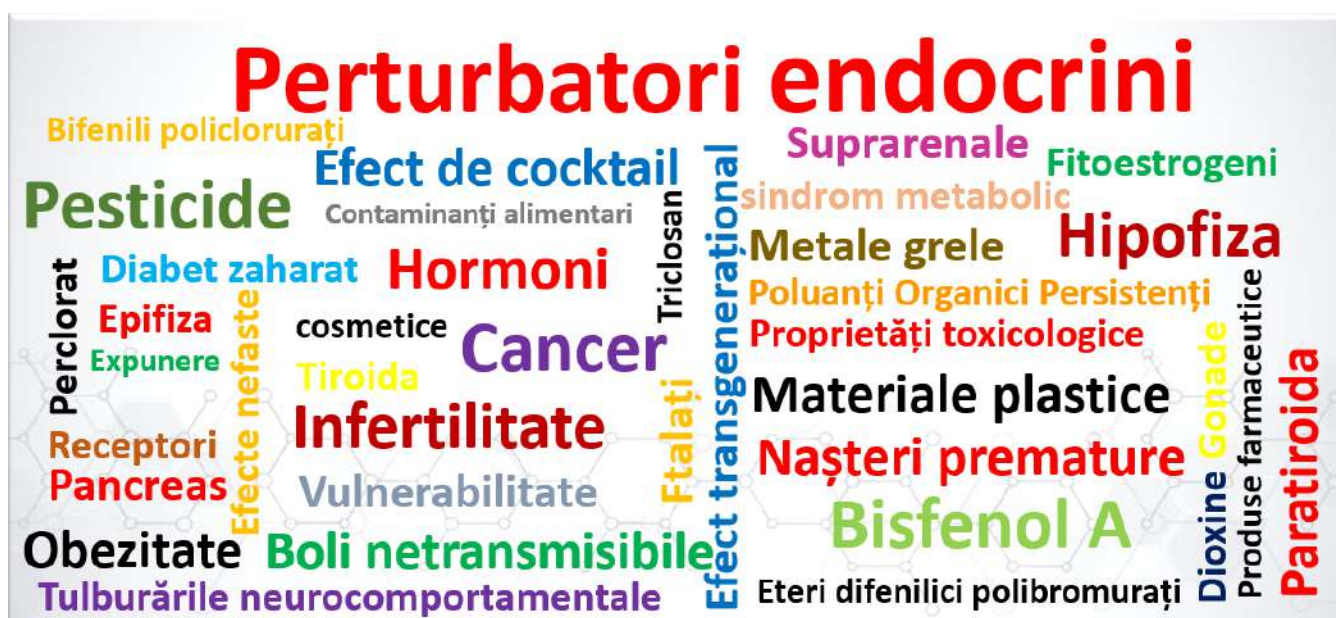 Perturbatori endocrini
Bifenili policlorurați
Efect de cocktail
Suprarenale
Fitoestrogeni
Pesticide
Contaminanți alimentari
Triclosan
Efect transgenerațional
sindrom metabolic
Hipofiza
Metale grele
Perclorat
Diabet zaharat
Hormoni
Poluanți Organici Persistenți
Epifiza
Efecte nefaste
cosmetice
Cancer
Proprietăți toxicologice
Expunere
Tiroida
Ftalați
Materiale plastice
Gonade
Produse farmaceutice
Paratiroida
Receptori
Infertilitate
Nașteri premature
Pancreas
Vulnerabilitate
Bisfenol A
Dioxine
Obezitate
Boli netransmisibile
Tulburările neurocomportamentale
Eteri difenilici polibromurați